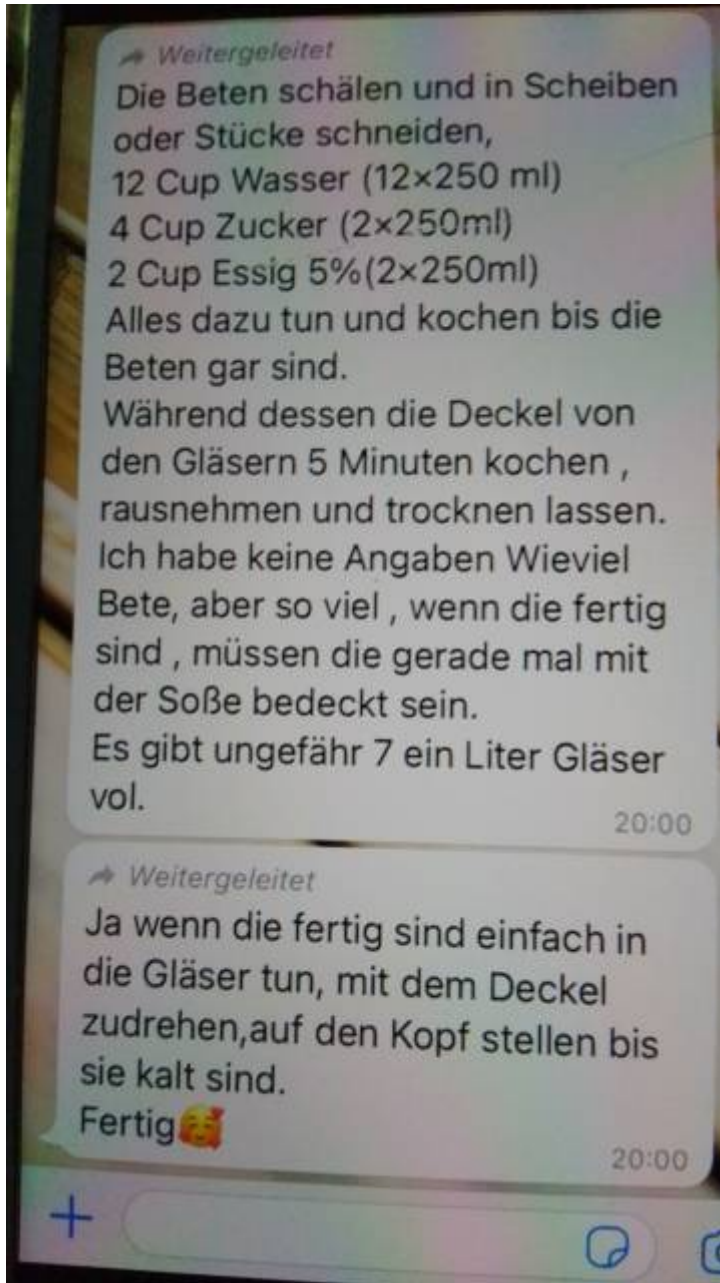 Weitergeleitet
Die Beten schälen und in Scheiben
oder Stücke schneiden,
12 Cup Wasser (12×250 ml)
4 Cup Zucker (2×250ml)
2 Cup Essig 5%(2×250ml)
Alles dazu tun und kochen bis die
Beten gar sind.
Während dessen die Deckel von
den Gläsern 5 Minuten kochen ,
rausnehmen und trocknen lassen.
Ich habe keine Angaben Wieviel
Bete, aber so viel , wenn die fertig
sind , müssen die gerade mal mit
der Soße bedeckt sein.
Es gibt ungefähr 7 ein Liter Gläser
vol.
20:00
Weitergeleitet
Ja wenn die fertig sind einfach in
die Gläser tun, mit dem Deckel
zudrehen,auf den Kopf stellen bis
sie kalt sind.
Fertig🥰
20:00